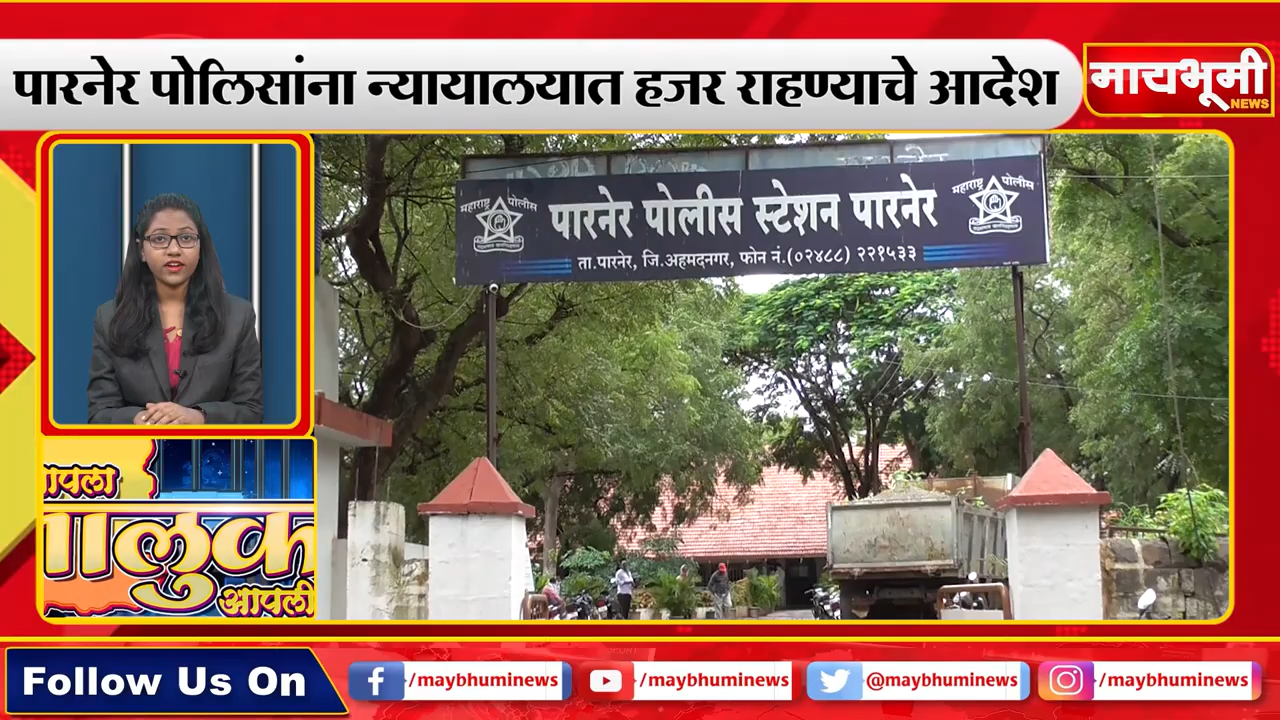 पारनेर पोलिसांना न्यायालयात हजर राहण्याचे आदेश
मायभूमी
NEWS
महाराष्ट्र पोलीस
पारनेर पोलीस स्टेशन पारनेर
महाराष्ट्र पोलीस
ता.पारनेर, जि.अहमदनगर, फोन नं.(०२४८८) २२१५३३
आपली
Follow Us On
/maybhuminews
/maybhuminews
@maybhuminews
/maybhuminews